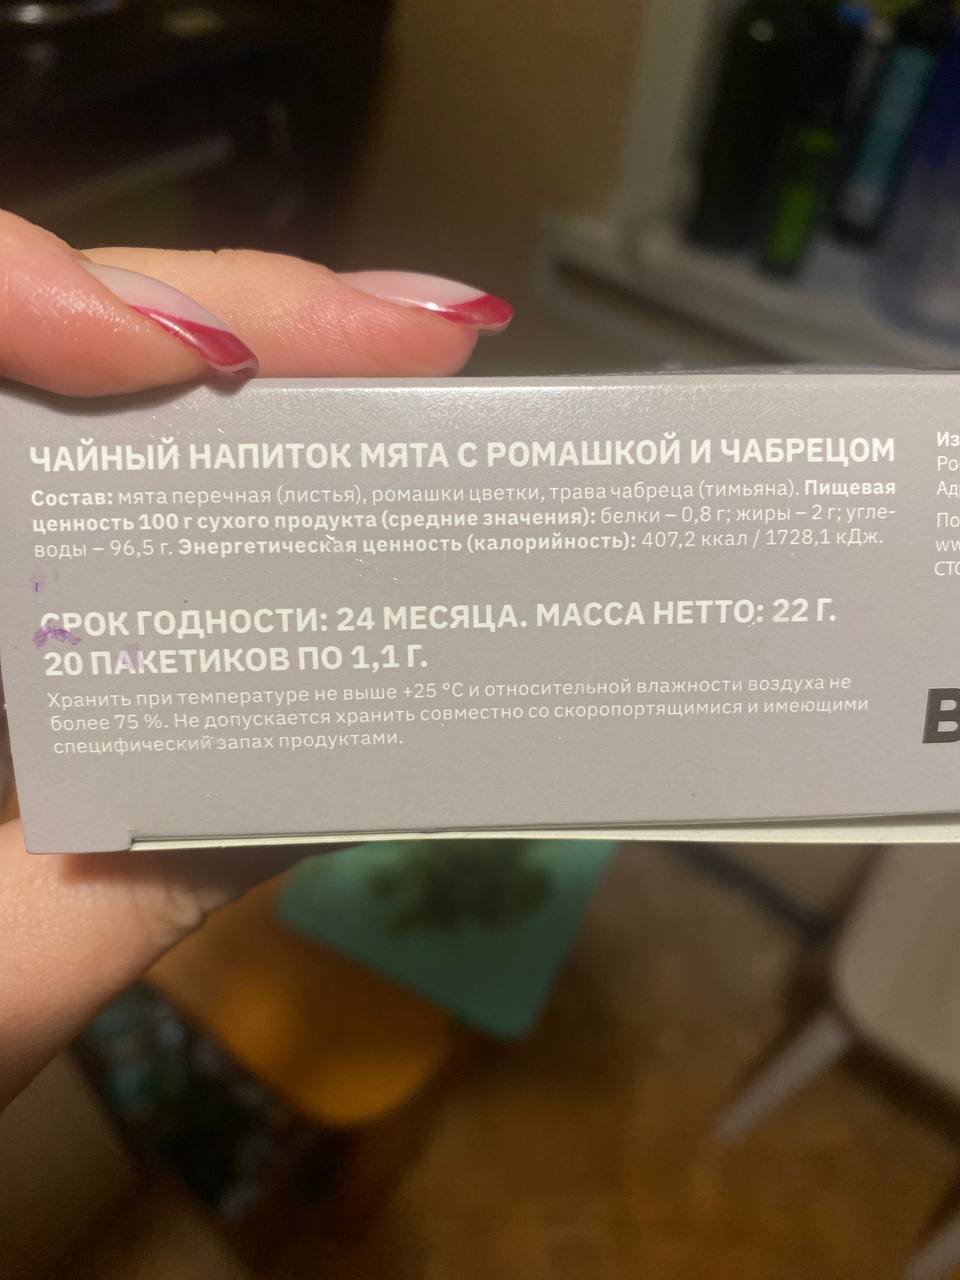 ЧАЙНЫЙ НАПИТОК МЯТА С РОМАШКОЙ И ЧАБРЕЦОМ
Состав: мята перечная (листья), ромашки цветки, трава чабреца (тимьяна). Пищевая
ценность 100 г сухого продукта (средние значения): белки – 0,8 г; жиры – 2 г; угле-
воды – 96,5 г. Энергетическая ценность (калорийность): 407,2 ккал / 1728,1 кДж.
СРОК ГОДНОСТИ: 24 МЕСЯЦА. МАССА НЕТТО: 22 Г.
20 ПАКЕТИКОВ ПО 1,1 Г.
Хранить при температуре не выше +25 °С и относительной влажности воздуха не
более 75 %. Не допускается хранить совместно со скоропортящимися и имеющими
специфический запах продуктами.